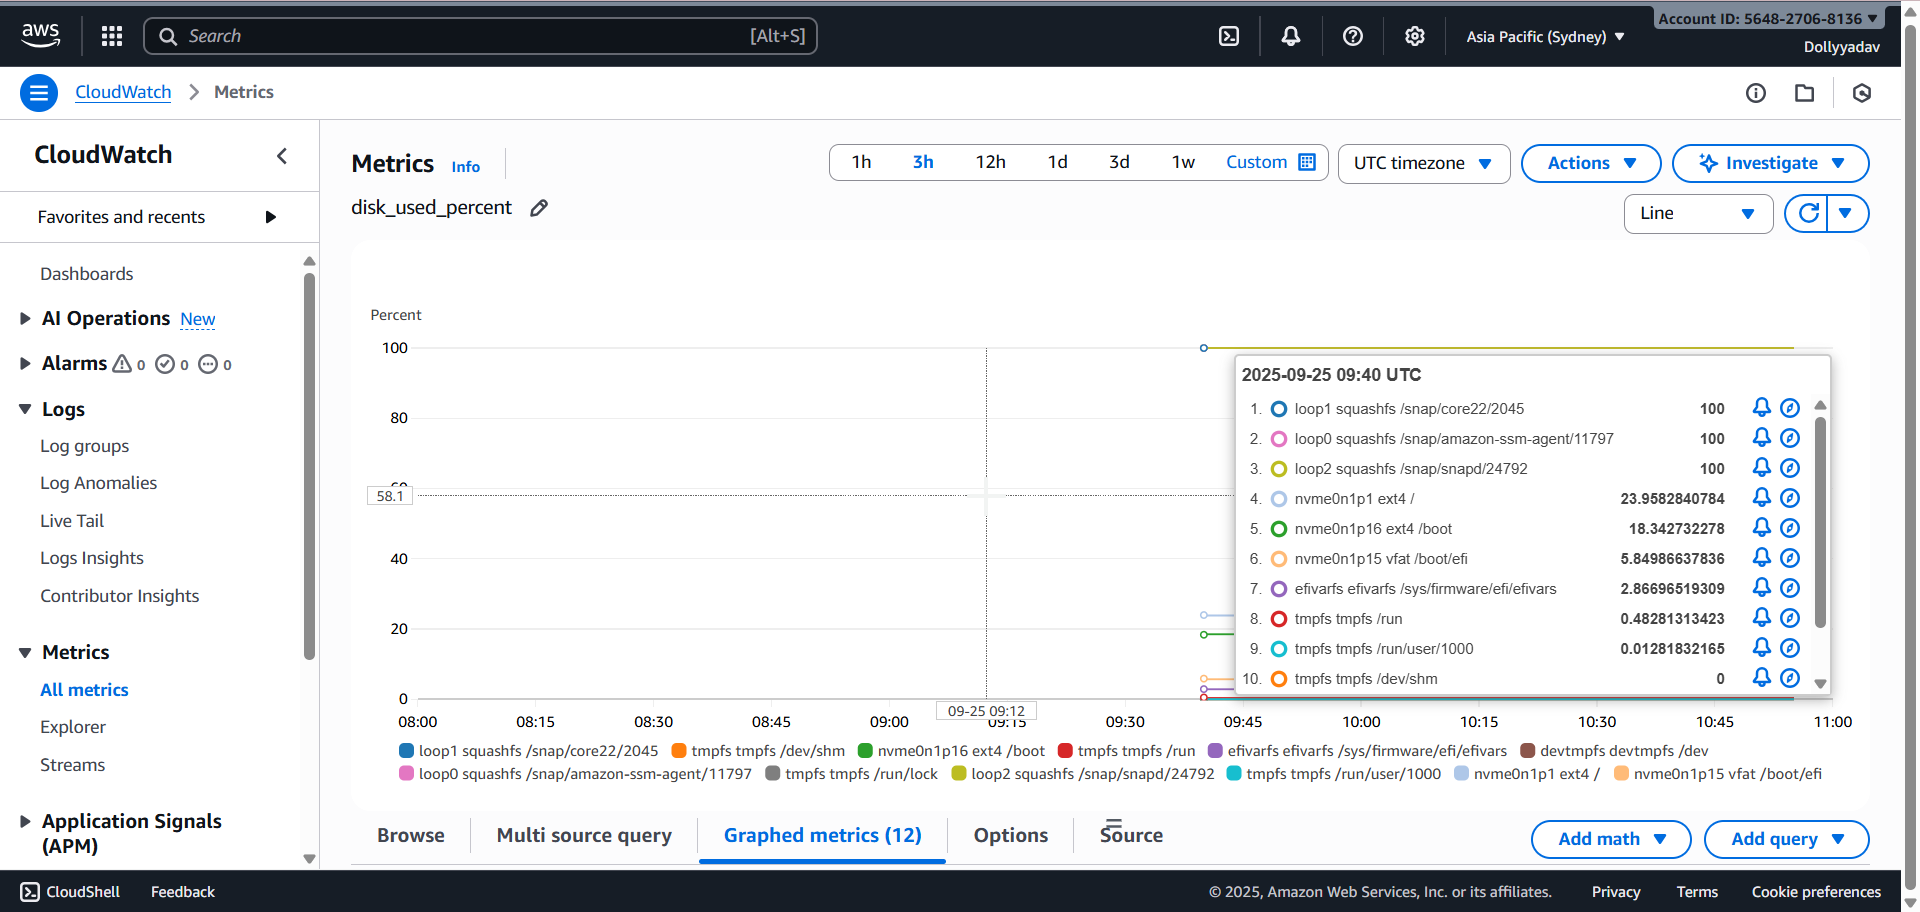 aws
Search
[Alt+S]
Asia Pacific (Sydney)
Account ID: 5648-2706-8136
Dollyyadav
CloudWatch
Metrics
CloudWatch
Favorites and recents
Dashboards
AI Operations New
Alarms 0 0 0
Logs
Log groups
Log Anomalies
Live Tail
Logs Insights
Contributor Insights
Metrics
All metrics
Explorer
Streams
Application Signals
(APM)
Metrics Info
1h 3h 12h 1d 3d 1w Custom
UTC timezone
Actions
Investigate
disk_used_percent
Line
Percent
100
80
60
58.1
40
20
0
2025-09-25 09:40 UTC
1. loop1 squashfs /snap/core22/2045 100
2. loop0 squashfs /snap/amazon-ssm-agent/11797 100
3. loop2 squashfs /snap/snapd/24792 100
4. nvme0n1p1 ext4 / 23.9582840784
5. nvme0n1p16 ext4 /boot 18.342732278
6. nvme0n1p15 vfat /boot/efi 5.84986637836
7. efivarfs efivarfs /sys/firmware/efi/efivars 2.86696519309
8. tmpfs tmpfs /run 0.48281313423
9. tmpfs tmpfs /run/user/1000 0.01281832165
10. tmpfs tmpfs /dev/shm 0
09-25 09:12
08:00 08:15 08:30 08:45 09:00 09:15 09:30 09:45 10:00 10:15 10:30 10:45 11:00
loop1 squashfs /snap/core22/2045 tmpfs tmpfs /dev/shm nvme0n1p16 ext4 /boot tmpfs tmpfs /run efivarfs efivarfs /sys/firmware/efi/efivars devtmpfs devtmpfs /dev
loop0 squashfs /snap/amazon-ssm-agent/11797 tmpfs tmpfs /run/lock loop2 squashfs /snap/snapd/24792 tmpfs tmpfs /run/user/1000 nvme0n1p1 ext4 / nvme0n1p15 vfat /boot/efi
Browse
Multi source query
Graphed metrics (12)
Options
Source
Add math
Add query
CloudShell
Feedback
© 2025, Amazon Web Services, Inc. or its affiliates.
Privacy
Terms
Cookie preferences